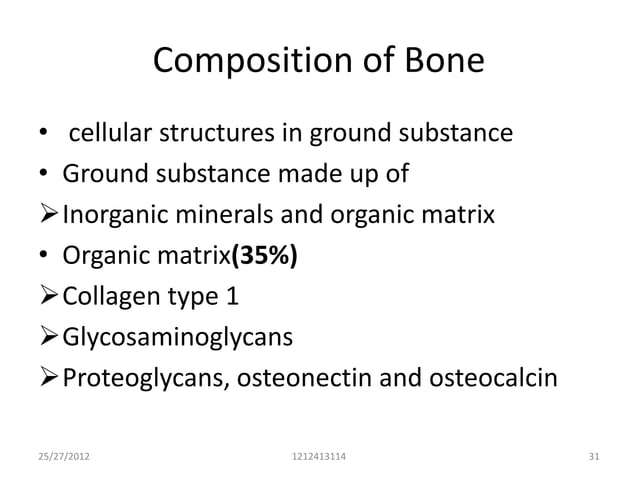 Composition of Bone
• cellular structures in ground substance
• Ground substance made up of
➢Inorganic minerals and organic matrix
• Organic matrix(35%)
➢Collagen type 1
➢Glycosaminoglycans
➢Proteoglycans, osteonectin and osteocalcin
25/27/2012 1212413114 31